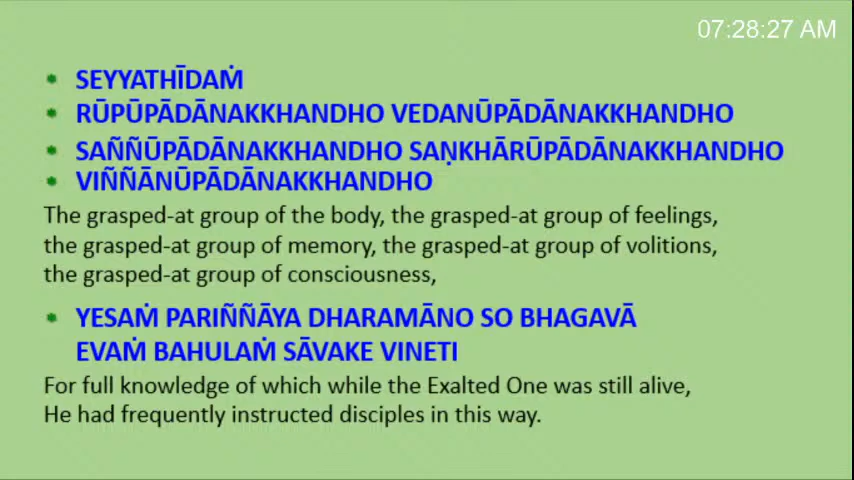 07:28:27 AM
SEYYATHĪDAṀ
RŪPŪPĀDĀNAKKHANDHO VEDANŪPĀDĀNAKKHANDHO
SAÑÑŪPĀDĀNAKKHANDHO SAṆKHĀRŪPĀDĀNAKKHANDHO
VIÑÑĀNŪPĀDĀNAKKHANDHO
The grasped-at group of the body, the grasped-at group of feelings,
the grasped-at group of memory, the grasped-at group of volitions,
the grasped-at group of consciousness,
YESAṀ PARIÑÑĀYA DHARAMĀNO SO BHAGAVĀ
EVAṀ BAHULAṀ SĀVAKE VINETI
For full knowledge of which while the Exalted One was still alive,
He had frequently instructed disciples in this way.